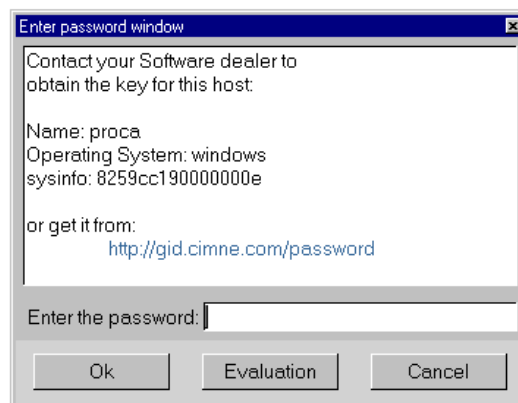 Enter password window
Contact your Software dealer to
obtain the key for this host:
Name: proca
Operating System: windows
sysinfo: 8259cc190000000e
or get it from:
http://gid.cimne.com/password
Enter the password:
Ok Evaluation Cancel